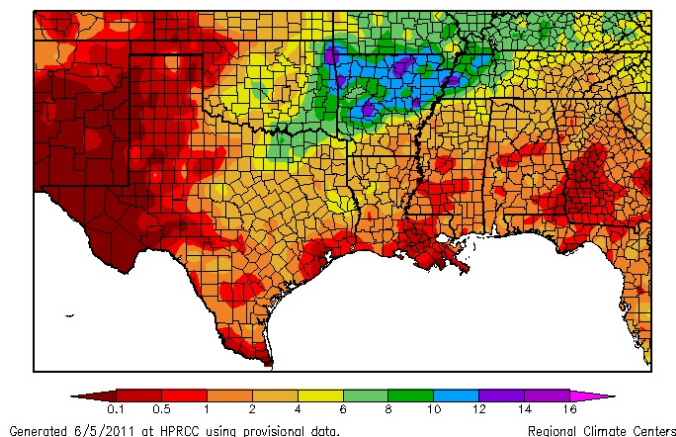 0.1 0.5 1 2 4 6 8 10 12 14 16
Generated 6/5/2011 at HPRCC using provisional data. Regional Climate Centers